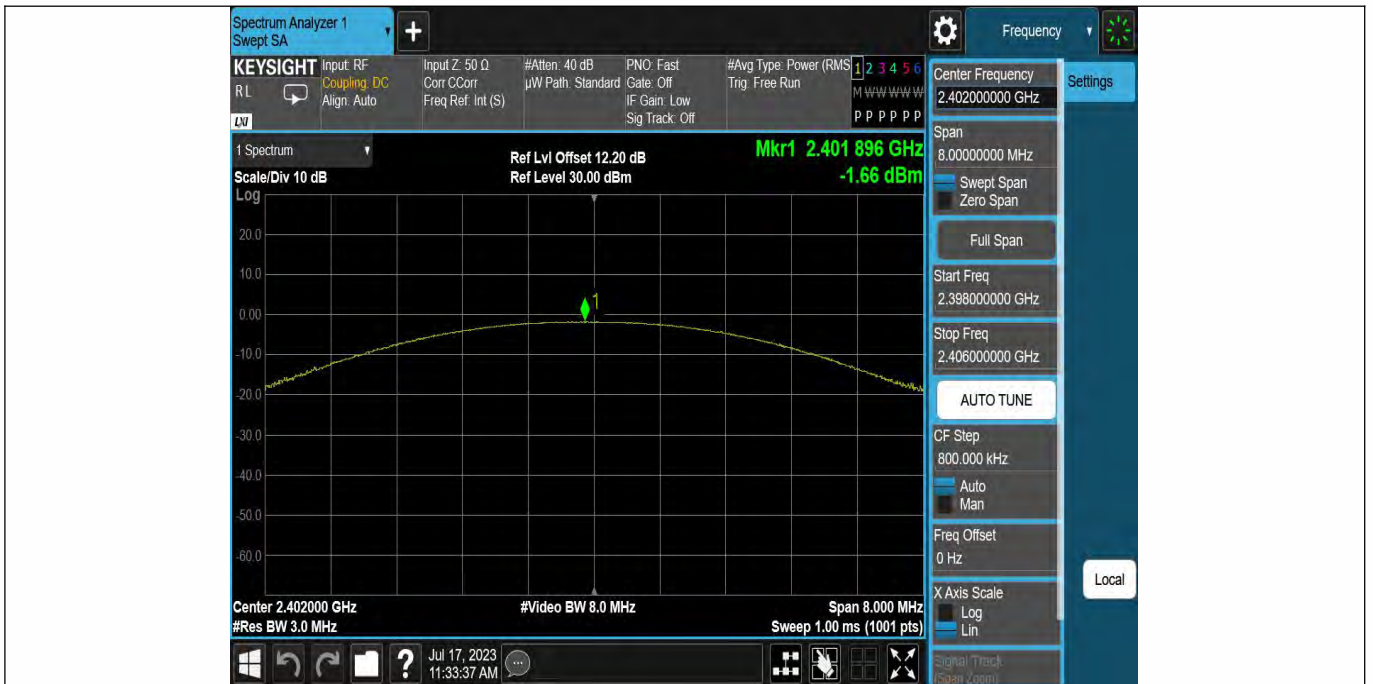 Spectrum Analyzer 1
Swept SA
+
Frequency
KEYSIGHT
R L
LXI
Input: RF
Coupling: DC
Align: Auto
Input Z: 50 Ω
Corr CCorr
Freq Ref: Int (S)
#Atten: 40 dB
µW Path: Standard
PNO: Fast
Gate: Off
IF Gain: Low
Sig Track: Off
#Avg Type: Power (RMS
Trig: Free Run
1 2 3 4 5 6
M W W W W W
P P P P P P
1 Spectrum
Scale/Div 10 dB
Log
Ref Lvl Offset 12.20 dB
Ref Level 30.00 dBm
Mkr1 2.401 896 GHz
-1.66 dBm
20.0
10.0
0.00
-10.0
-20.0
-30.0
-40.0
-50.0
-60.0
1
Center 2.402000 GHz
#Res BW 3.0 MHz
#Video BW 8.0 MHz
Span 8.000 MHz
Sweep 1.00 ms (1001 pts)
Jul 17, 2023
11:33:37 AM
?
Center Frequency
2.402000000 GHz
Settings
Span
8.00000000 MHz
Swept Span
Zero Span
Full Span
Start Freq
2.398000000 GHz
Stop Freq
2.406000000 GHz
AUTO TUNE
CF Step
800.000 kHz
Auto
Man
Freq Offset
0 Hz
X Axis Scale
Log
Lin
Local
Signal Track
(Span Zoom)